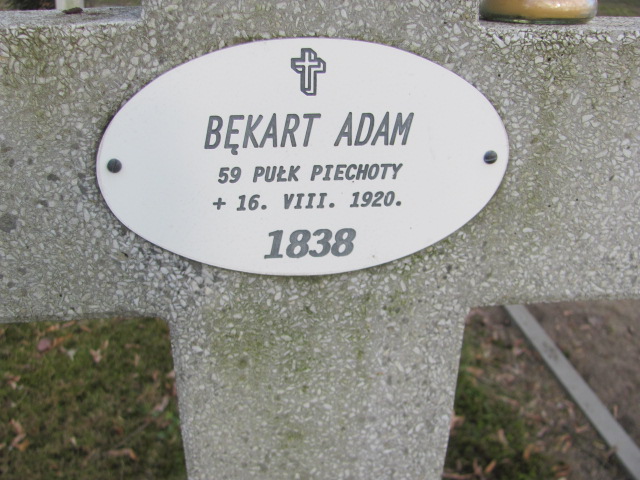 BĘKART ADAM
59 PUŁK PIECHOTY
+ 16. VIII. 1920.
1838